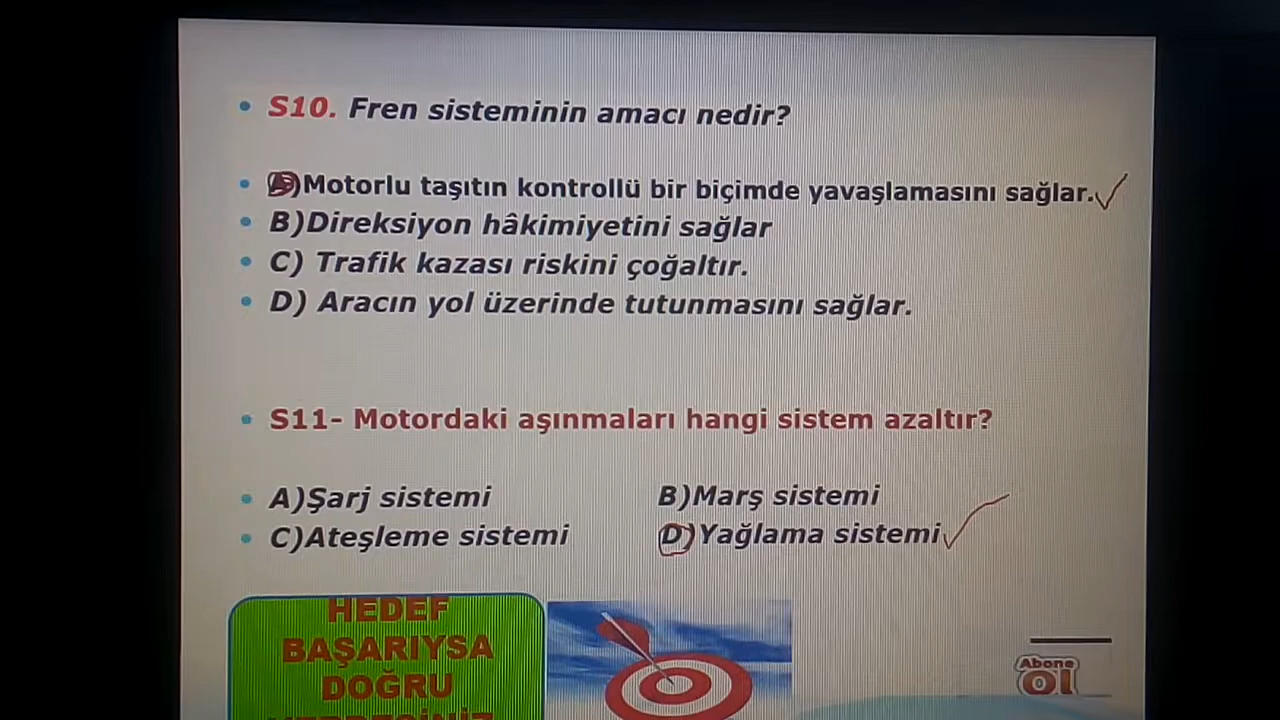 S10. Fren sisteminin amacı nedir?
A)Motorlu taşıtın kontrollü bir biçimde yavaşlamasını sağlar.
B)Direksiyon hâkimiyetini sağlar
C) Trafik kazası riskini çoğaltır.
D) Aracın yol üzerinde tutunmasını sağlar.
S11- Motordaki aşınmaları hangi sistem azaltır?
A)Şarj sistemi B)Marş sistemi
C)Ateşleme sistemi D)Yağlama sistemi
HEDEF
BAŞARIYSA
DOĞRU
Abone
Ol